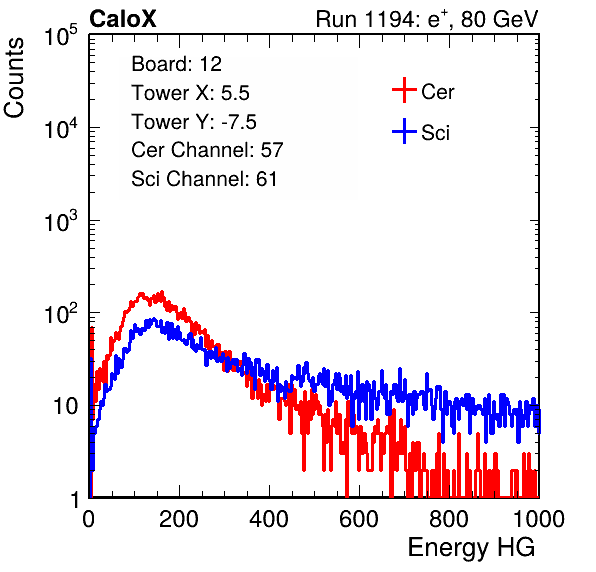 CaloX Run 1194: e⁺, 80 GeV
Counts
Board: 12
Tower X: 5.5
Tower Y: -7.5
Cer Channel: 57
Sci Channel: 61
Cer
Sci
10⁵
10⁴
10³
10²
10
1
0 200 400 600 800 1000
Energy HG